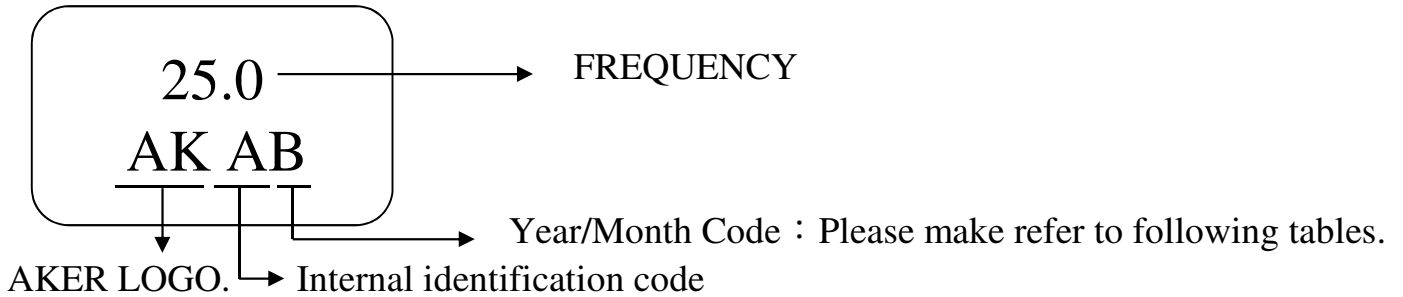 25.0 FREQUENCY
AK AB
Year/Month Code：Please make refer to following tables.
AKER LOGO. Internal identification code